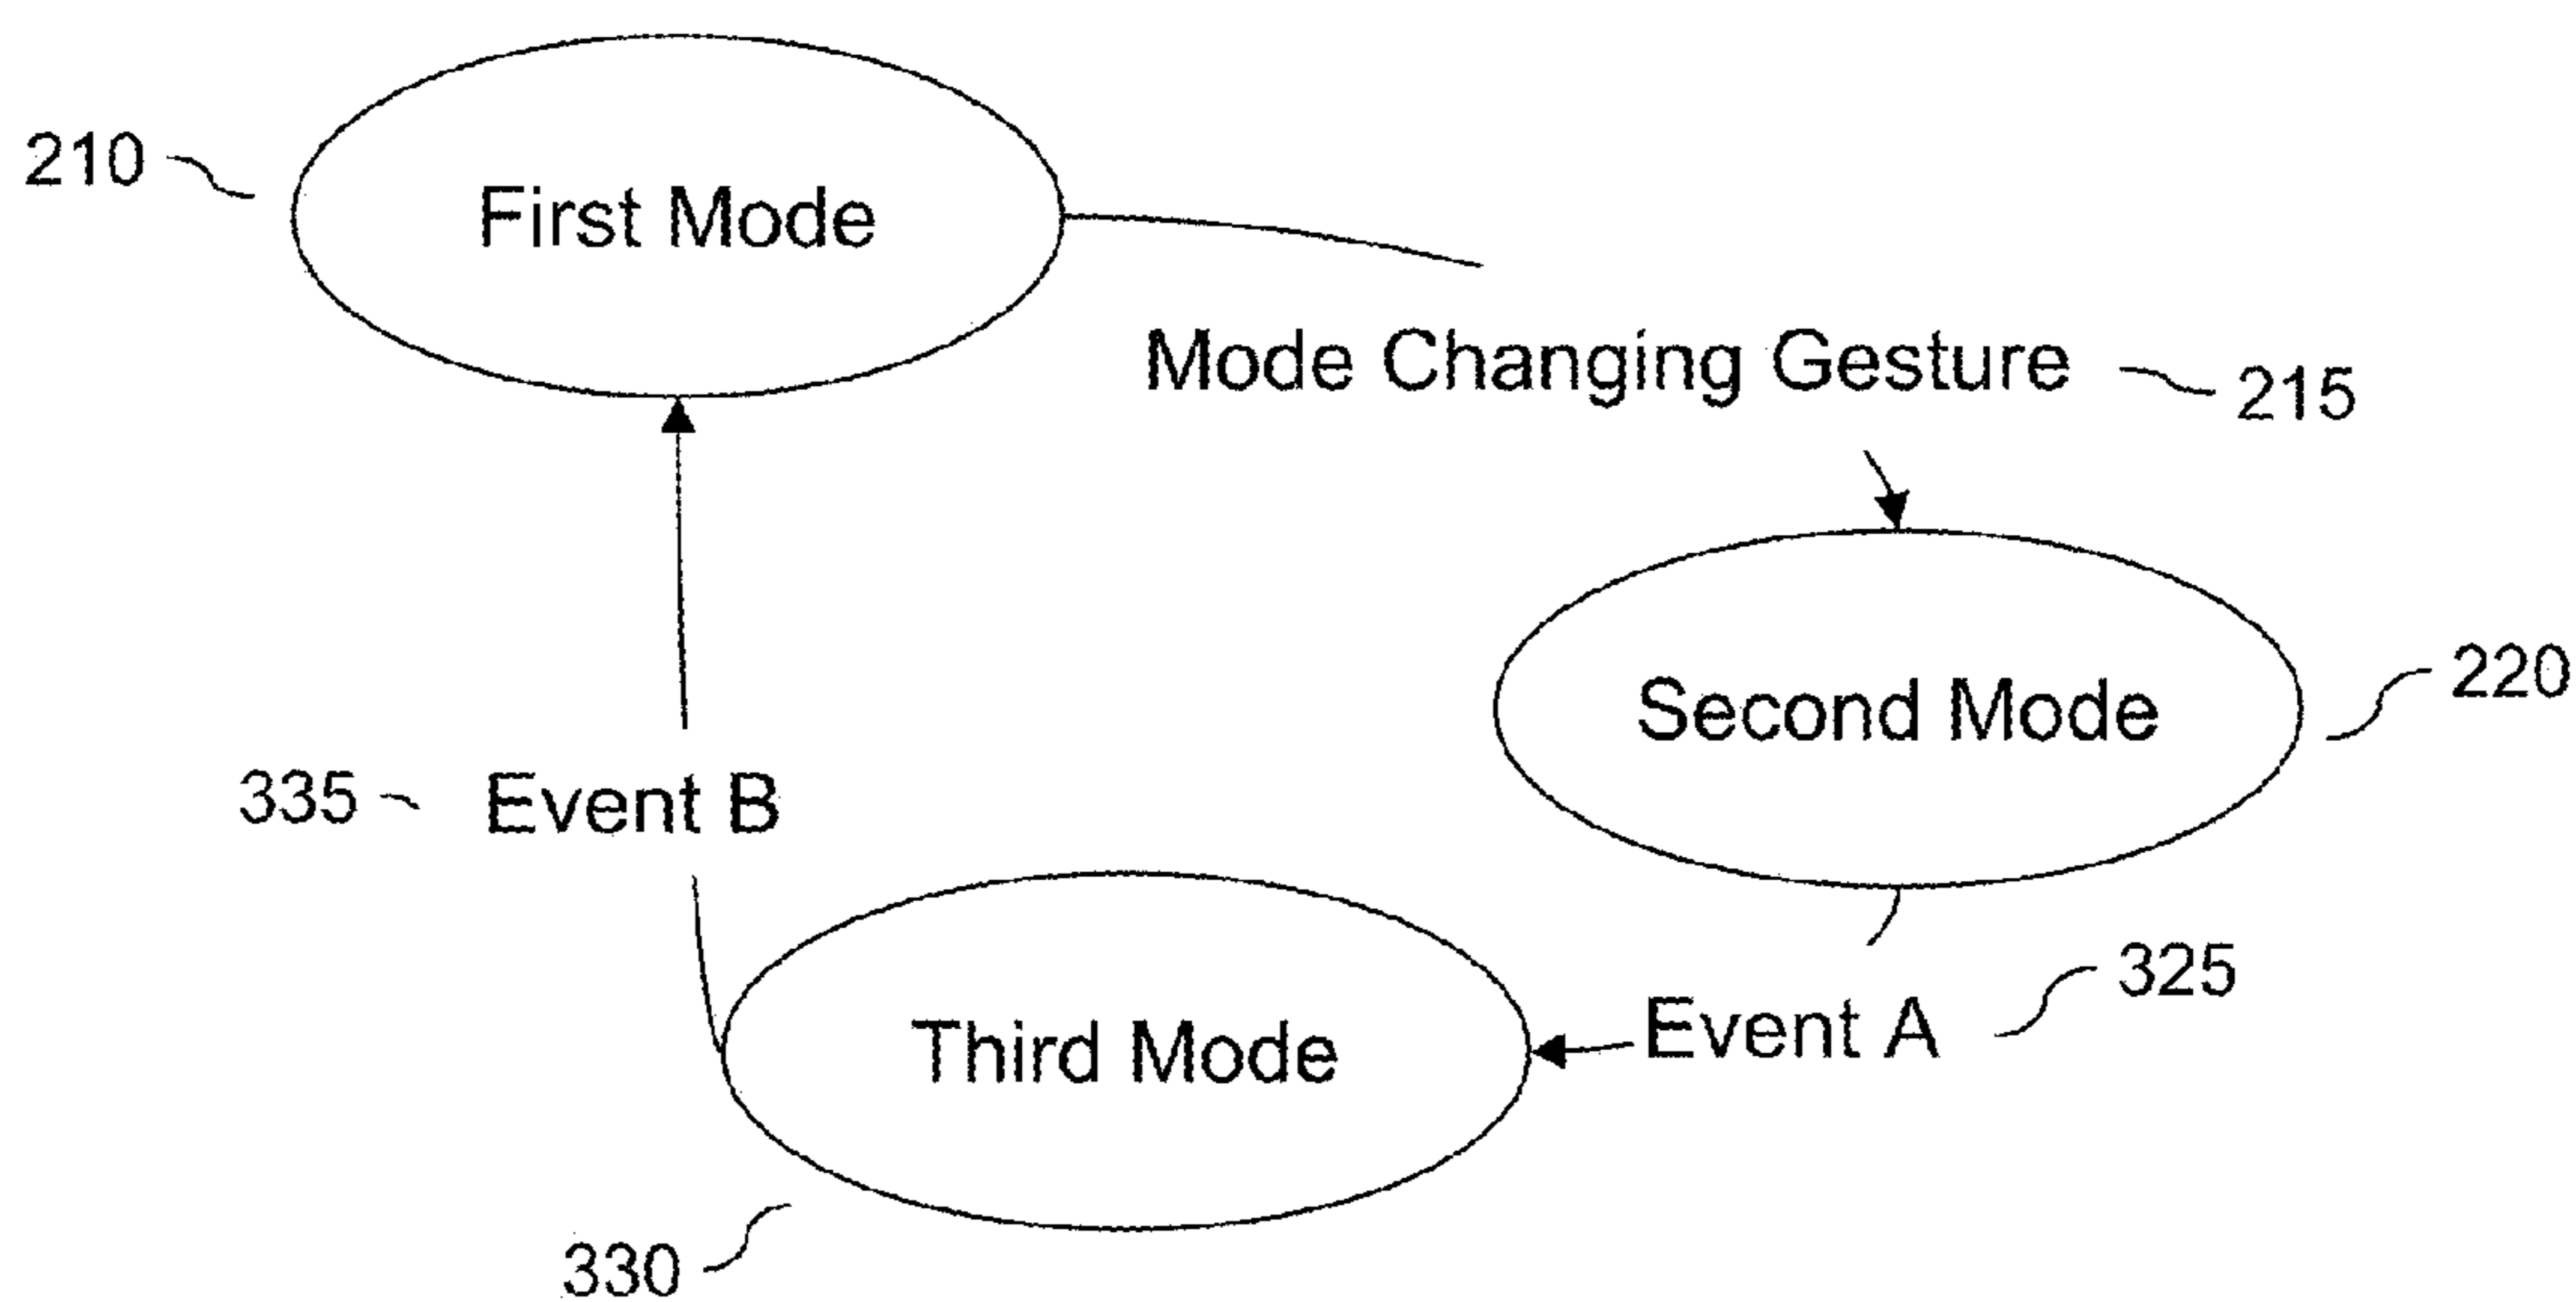 210
First Mode
Mode Changing Gesture
215
Second Mode
220
335
Event B
325
Event A
Third Mode
330